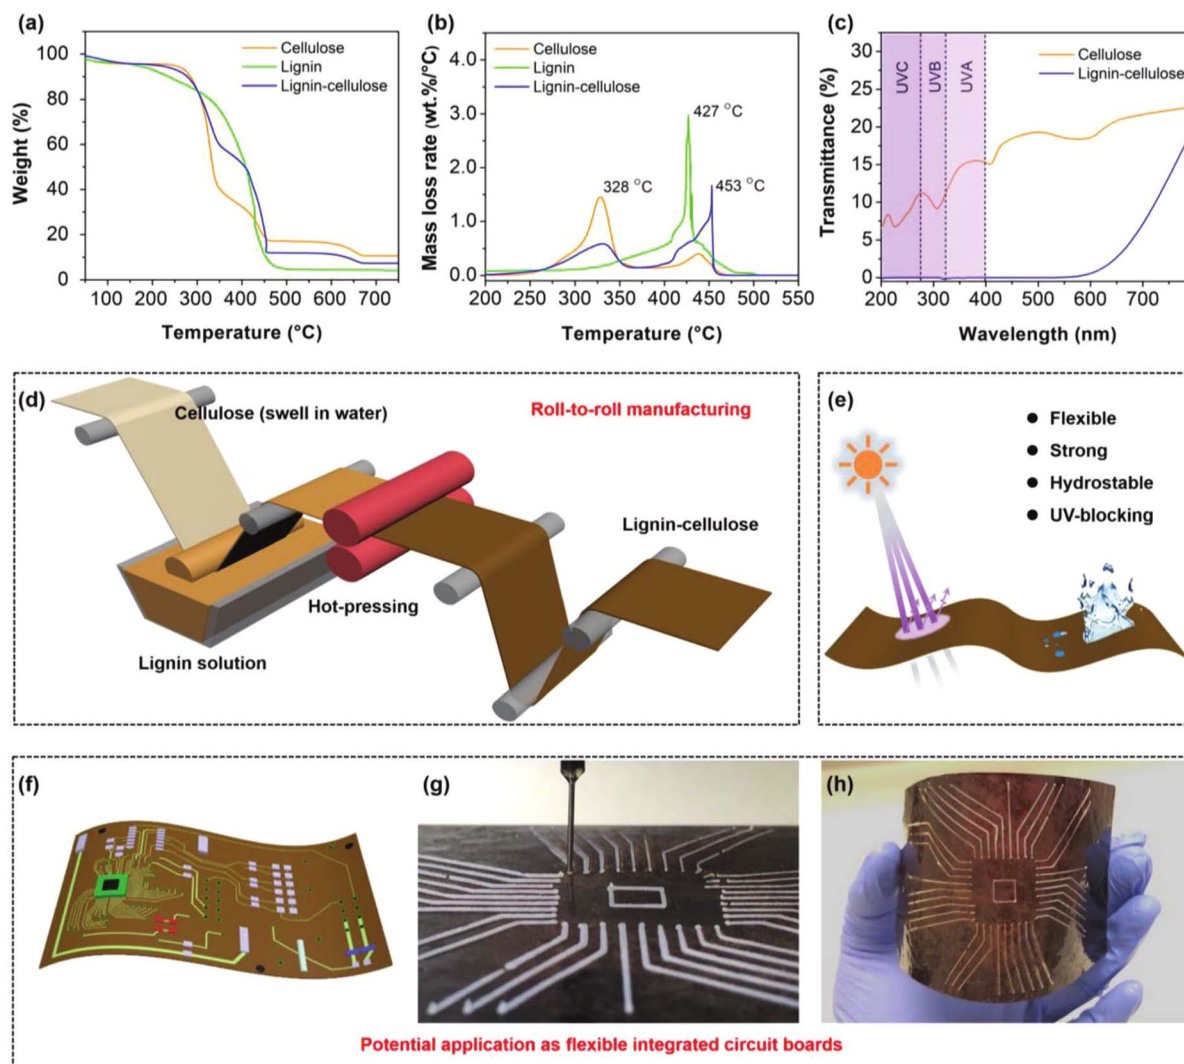 (a)
100
80
60
40
20
0
Weight (%)
Cellulose
Lignin
Lignin-cellulose
100 200 300 400 500 600 700
Temperature (°C)
(b)
4.0
3.0
2.0
1.0
0.0
Mass loss rate (wt.%/°C)
Cellulose
Lignin
Lignin-cellulose
427 °C
328 °C
453 °C
200 250 300 350 400 450 500 550
Temperature (°C)
(c)
30
25
20
15
10
5
0
Transmittance (%)
UVC
UVB
UVA
Cellulose
Lignin-cellulose
200 300 400 500 600 700
Wavelength (nm)
(d)
Cellulose (swell in water)
Roll-to-roll manufacturing
Lignin-cellulose
Hot-pressing
Lignin solution
(e)
● Flexible
● Strong
● Hydrostable
● UV-blocking
(f)
(g)
(h)
Potential application as flexible integrated circuit boards